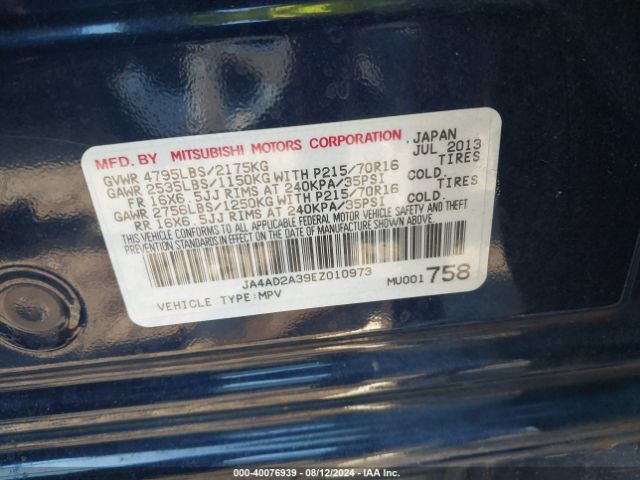 MFD. BY MITSUBISHI MOTORS CORPORATION JAPAN
GVWR 4795LBS/2175KG JUL 2013
GAWR 2535LBS/1150KG WITH P215/70R16 TIRES
FR 16X6.5JJ RIMS AT 240KPA/35PSI COLD.
GAWR 2756LBS/1250KG WITH P215/70R16 TIRES
RR 16X6.5JJ RIMS AT 240KPA/35PSI COLD.
THIS VEHICLE CONFORMS TO ALL APPLICABLE FEDERAL MOTOR VEHICLE SAFETY AND THEFT
PREVENTION STANDARDS IN EFFECT ON THE DATE OF MANUFACTURE SHOWN ABOVE.
JA4AD2A39EZ010973
VEHICLE TYPE:MPV MU001 758
© 40076939 - 08/12/2024 - IAA Inc.